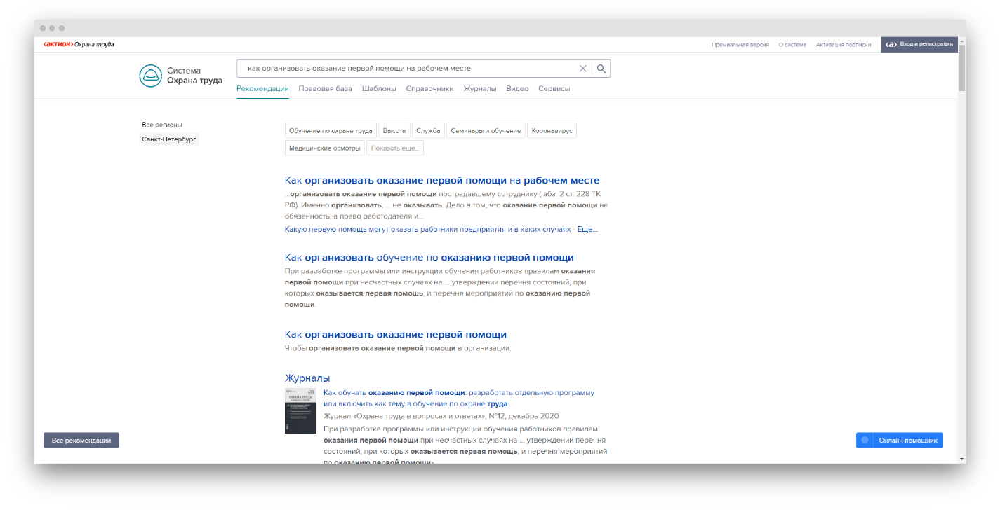 ‹актион› Охрана труда
Премиальная версия О системе Активация подписки ‹а› Вход и регистрация
Система
Охрана труда
как организовать оказание первой помощи на рабочем месте
Рекомендации Правовая база Шаблоны Справочники Журналы Видео Сервисы
Все регионы
Санкт-Петербург
Обучение по охране труда Высота Служба Семинары и обучение Коронавирус
Медицинские осмотры Показать еще...
Как организовать оказание первой помощи на рабочем месте
...организовать оказание первой помощи пострадавшему сотруднику ( абз. 2 ст. 228 ТК
РФ). Именно организовать, ... не оказывать. Дело в том, что оказание первой помощи не
обязанность, а право работодателя и...
Какую первую помощь могут оказать работники предприятия и в каких случаях · Еще...
Как организовать обучение по оказанию первой помощи
При разработке программы или инструкции обучения работников правилам оказания
первой помощи при несчастных случаях на ... утверждении перечня состояний, при
которых оказывается первая помощь, и перечня мероприятий по оказанию первой
помощи.
Как организовать оказание первой помощи
Чтобы организовать оказание первой помощи в организации:
Журналы
ОХРАНА ТРУДА
Как обучать оказанию первой помощи: разработать отдельную программу
или включить как тему в обучение по охране труда
Журнал «Охрана труда в вопросах и ответах», №12, декабрь 2020
При разработке программы или инструкции обучения работников правилам
оказания первой помощи при несчастных случаях на ... утверждении перечня
состояний, при которых оказывается первая помощь, и перечня мероприятий
по оказанию первой помощи»
Все рекомендации
Онлайн-помощник